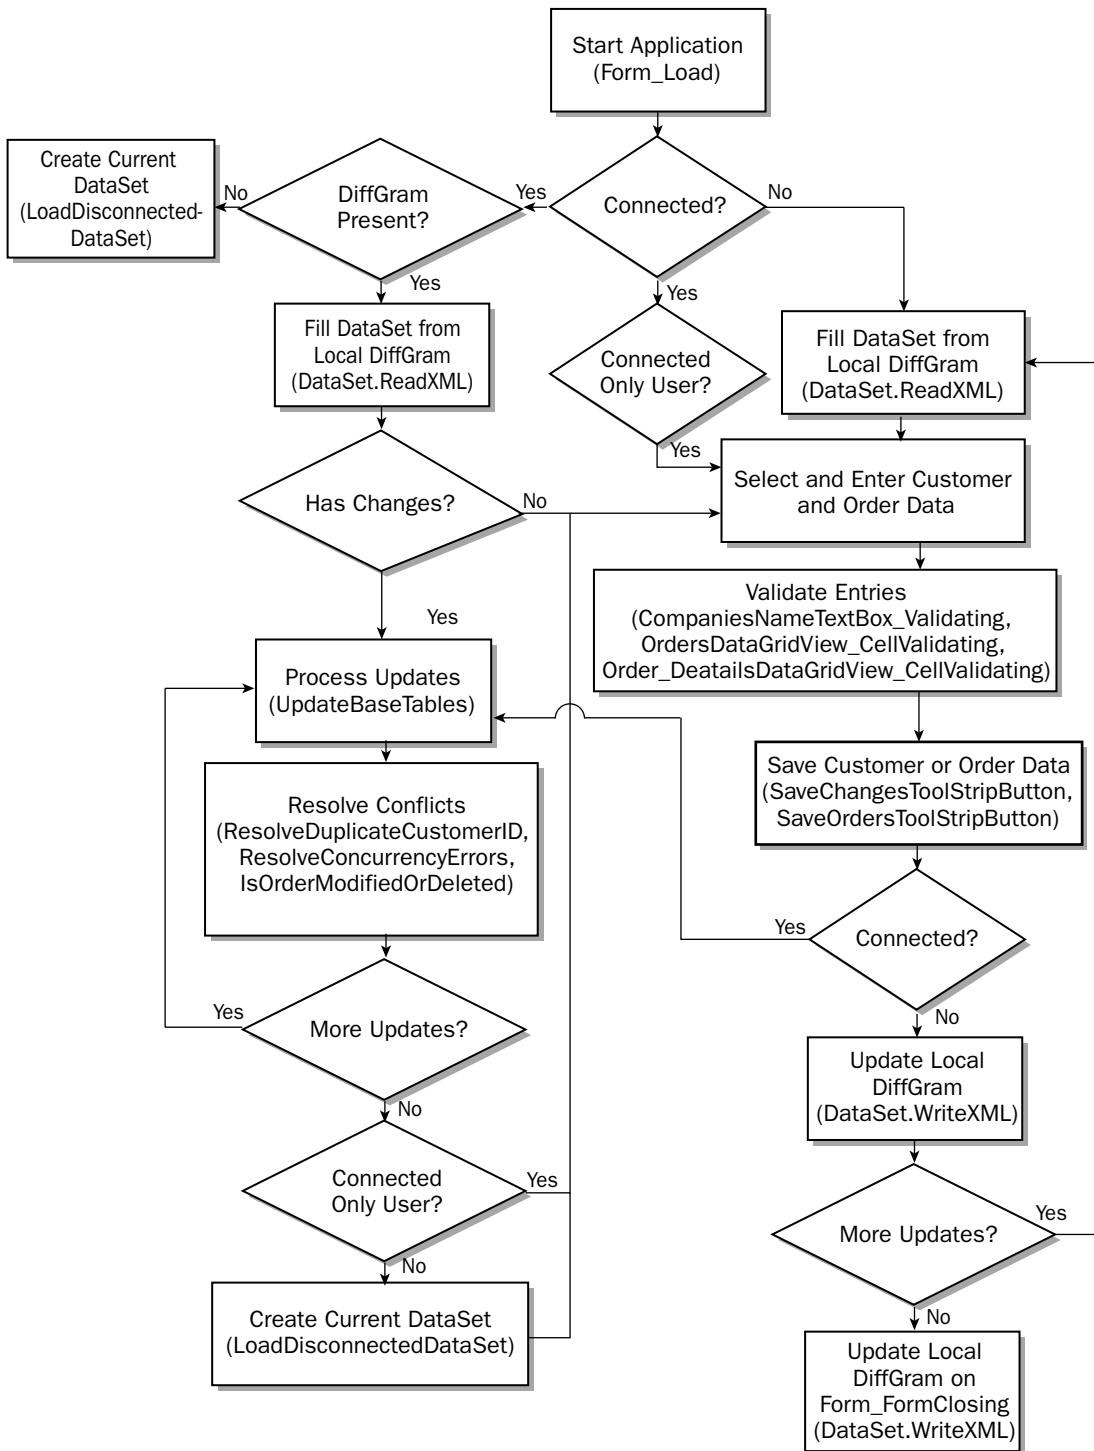 Start Application
(Form_Load)
Create Current
DataSet
(LoadDisconnected-
DataSet)
No
DiffGram
Present?
Yes
Connected?
No
Yes
Yes
Fill DataSet from
Local DiffGram
(DataSet.ReadXML)
Connected
Only User?
Fill DataSet from
Local DiffGram
(DataSet.ReadXML)
Yes
Has Changes?
No
Select and Enter Customer
and Order Data
Yes
Validate Entries
(CompaniesNameTextBox_Validating,
OrdersDataGridView_CellValidating,
Order_DeatailsDataGridView_CellValidating)
Process Updates
(UpdateBaseTables)
Save Customer or Order Data
(SaveChangesToolStripButton,
SaveOrdersToolStripButton)
Resolve Conflicts
(ResolveDuplicateCustomerID,
ResolveConcurrencyErrors,
IsOrderModifiedOrDeleted)
Yes
Connected?
No
Yes
More Updates?
No
Update Local
DiffGram
(DataSet.WriteXML)
Connected
Only User?
Yes
More Updates?
Yes
No
No
Create Current DataSet
(LoadDisconnectedDataSet)
Update Local
DiffGram on
Form_FormClosing
(DataSet.WriteXML)